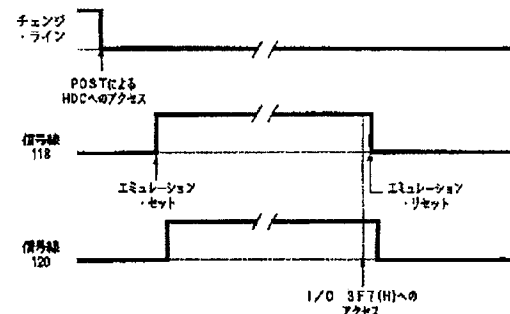 チェンジ
・ライン
POSTによる
HDCへのアクセス
信号線
118
エミュレーション
・セット
エミュレーション
・リセット
信号線
120
I/O 3F7(H)への
アクセス